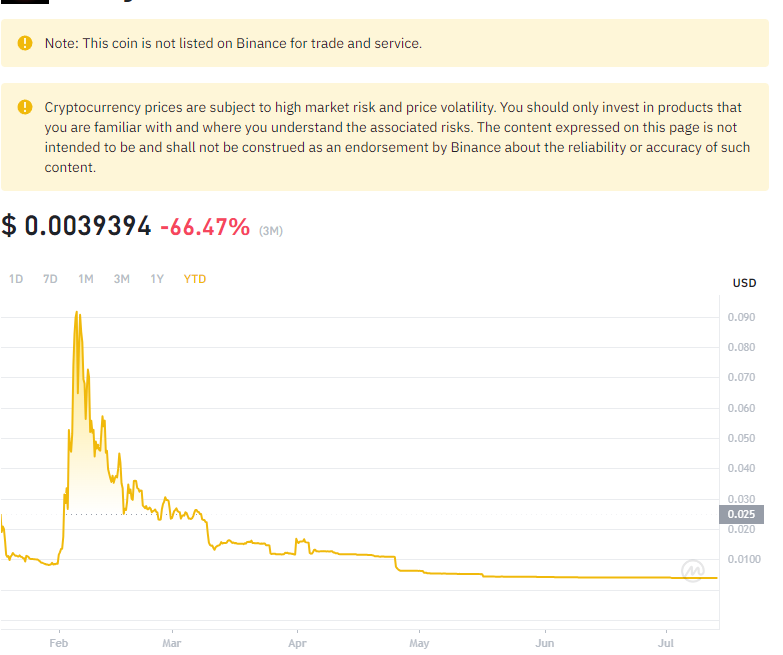 Note: This coin is not listed on Binance for trade and service.
Cryptocurrency prices are subject to high market risk and price volatility. You should only invest in products that
you are familiar with and where you understand the associated risks. The content expressed on this page is not
intended to be and shall not be construed as an endorsement by Binance about the reliability or accuracy of such
content.
$ 0.0039394 -66.47% (3M)
1D 7D 1M 3M 1Y YTD
USD
0.090
0.080
0.070
0.060
0.050
0.040
0.030
0.025
0.020
0.0100
Feb Mar Apr May Jun Jul